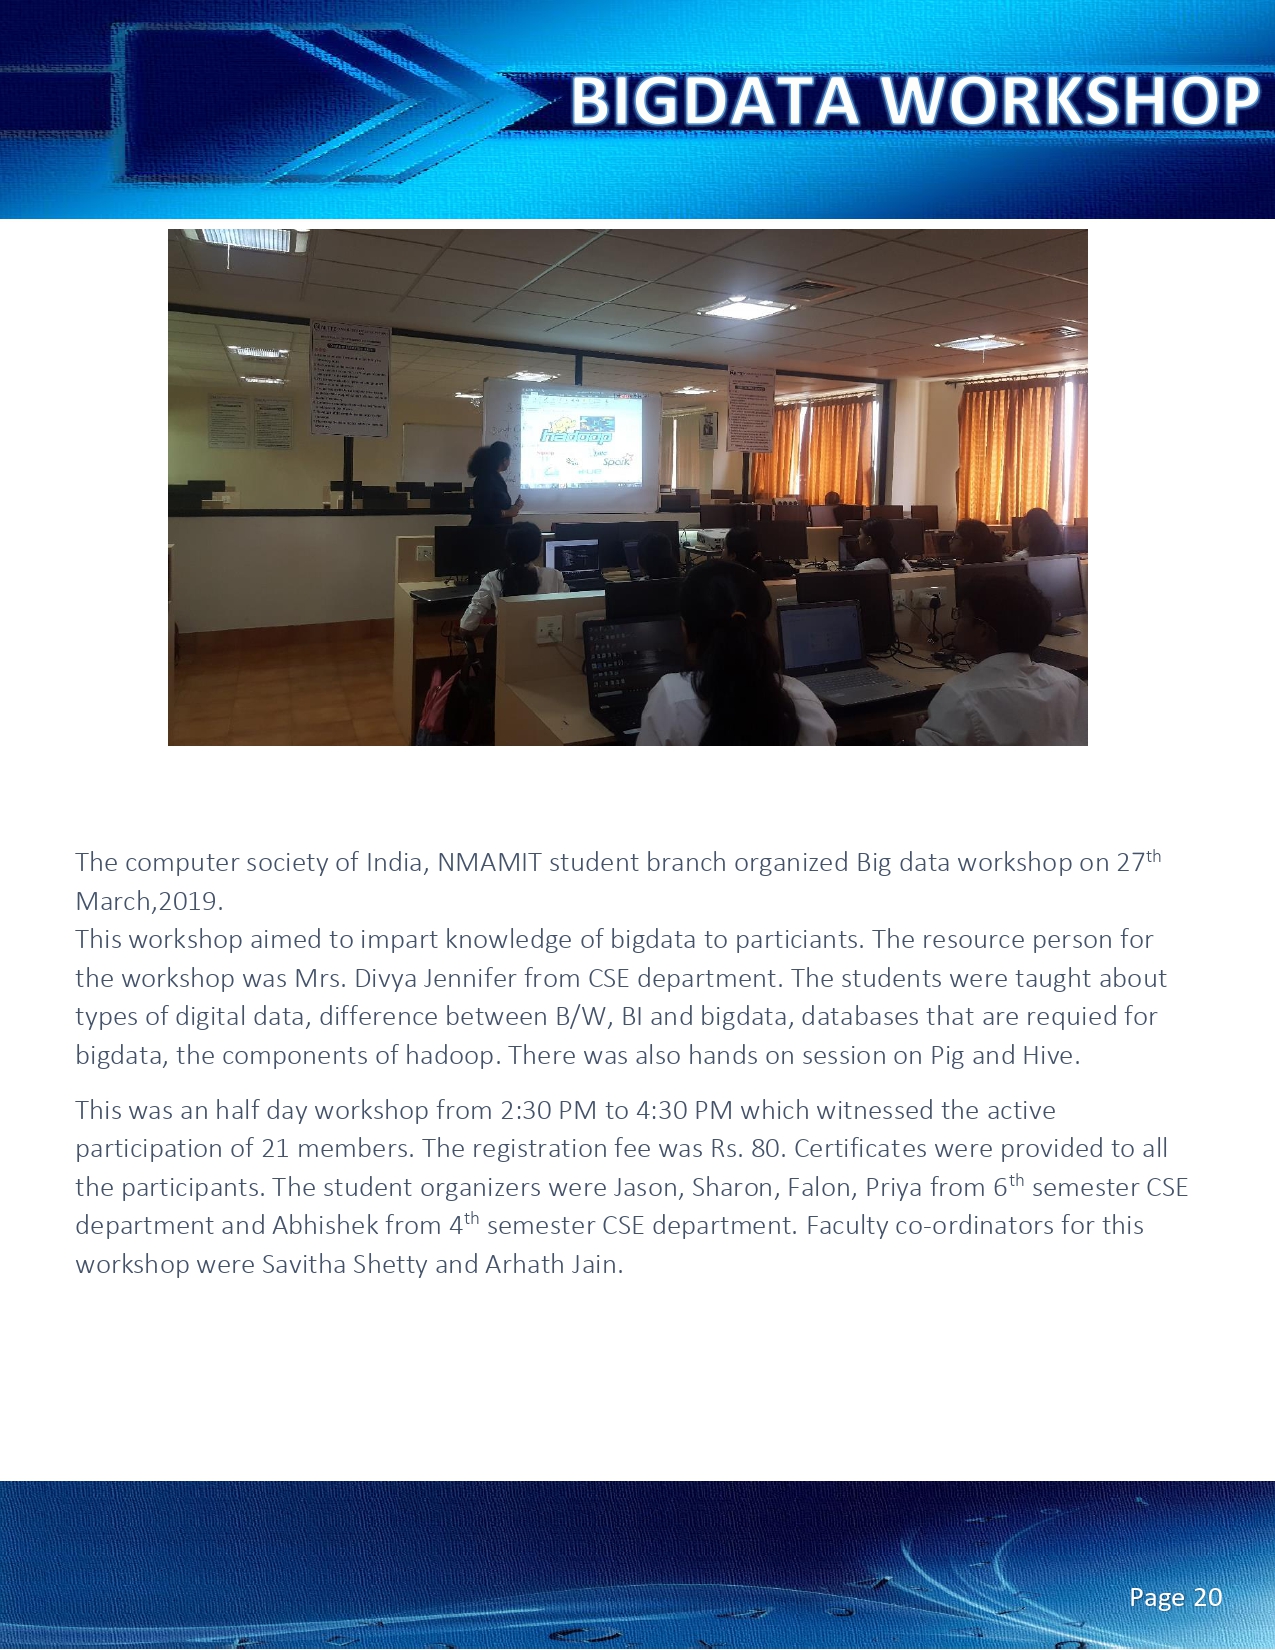 BIGDATA WORKSHOP
hadoop
Spark
The computer society of India, NMAMIT student branch organized Big data workshop on 27th
March,2019.
This workshop aimed to impart knowledge of bigdata to particiants. The resource person for
the workshop was Mrs. Divya Jennifer from CSE department. The students were taught about
types of digital data, difference between B/W, BI and bigdata, databases that are requied for
bigdata, the components of hadoop. There was also hands on session on Pig and Hive.
This was an half day workshop from 2:30 PM to 4:30 PM which witnessed the active
participation of 21 members. The registration fee was Rs. 80. Certificates were provided to all
the participants. The student organizers were Jason, Sharon, Falon, Priya from 6th semester CSE
department and Abhishek from 4th semester CSE department. Faculty co-ordinators for this
workshop were Savitha Shetty and Arhath Jain.
Page 20